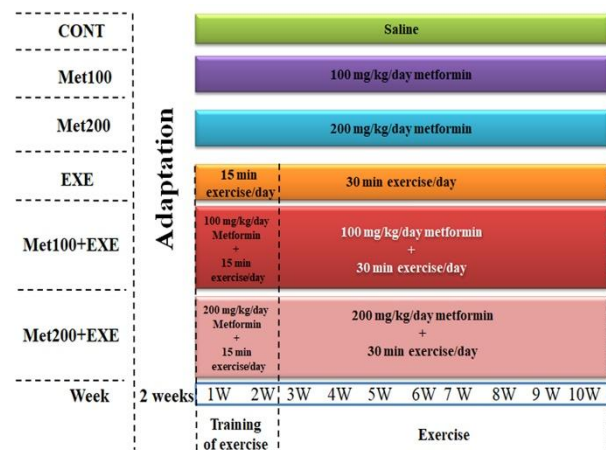 CONT
Saline
Met100
100 mg/kg/day metformin
Met200
200 mg/kg/day metformin
Adaptation
EXE
15 min
exercise/day
30 min exercise/day
Met100+EXE
100 mg/kg/day
Metformin
+
15 min
exercise/day
100 mg/kg/day metformin
+
30 min exercise/day
Met200+EXE
200 mg/kg/day
Metformin
+
15 min
exercise/day
200 mg/kg/day metformin
+
30 min exercise/day
Week 2 weeks 1W 2W 3W 4W 5W 6W 7 W 8W 9 W 10W
Training
of exercise
Exercise